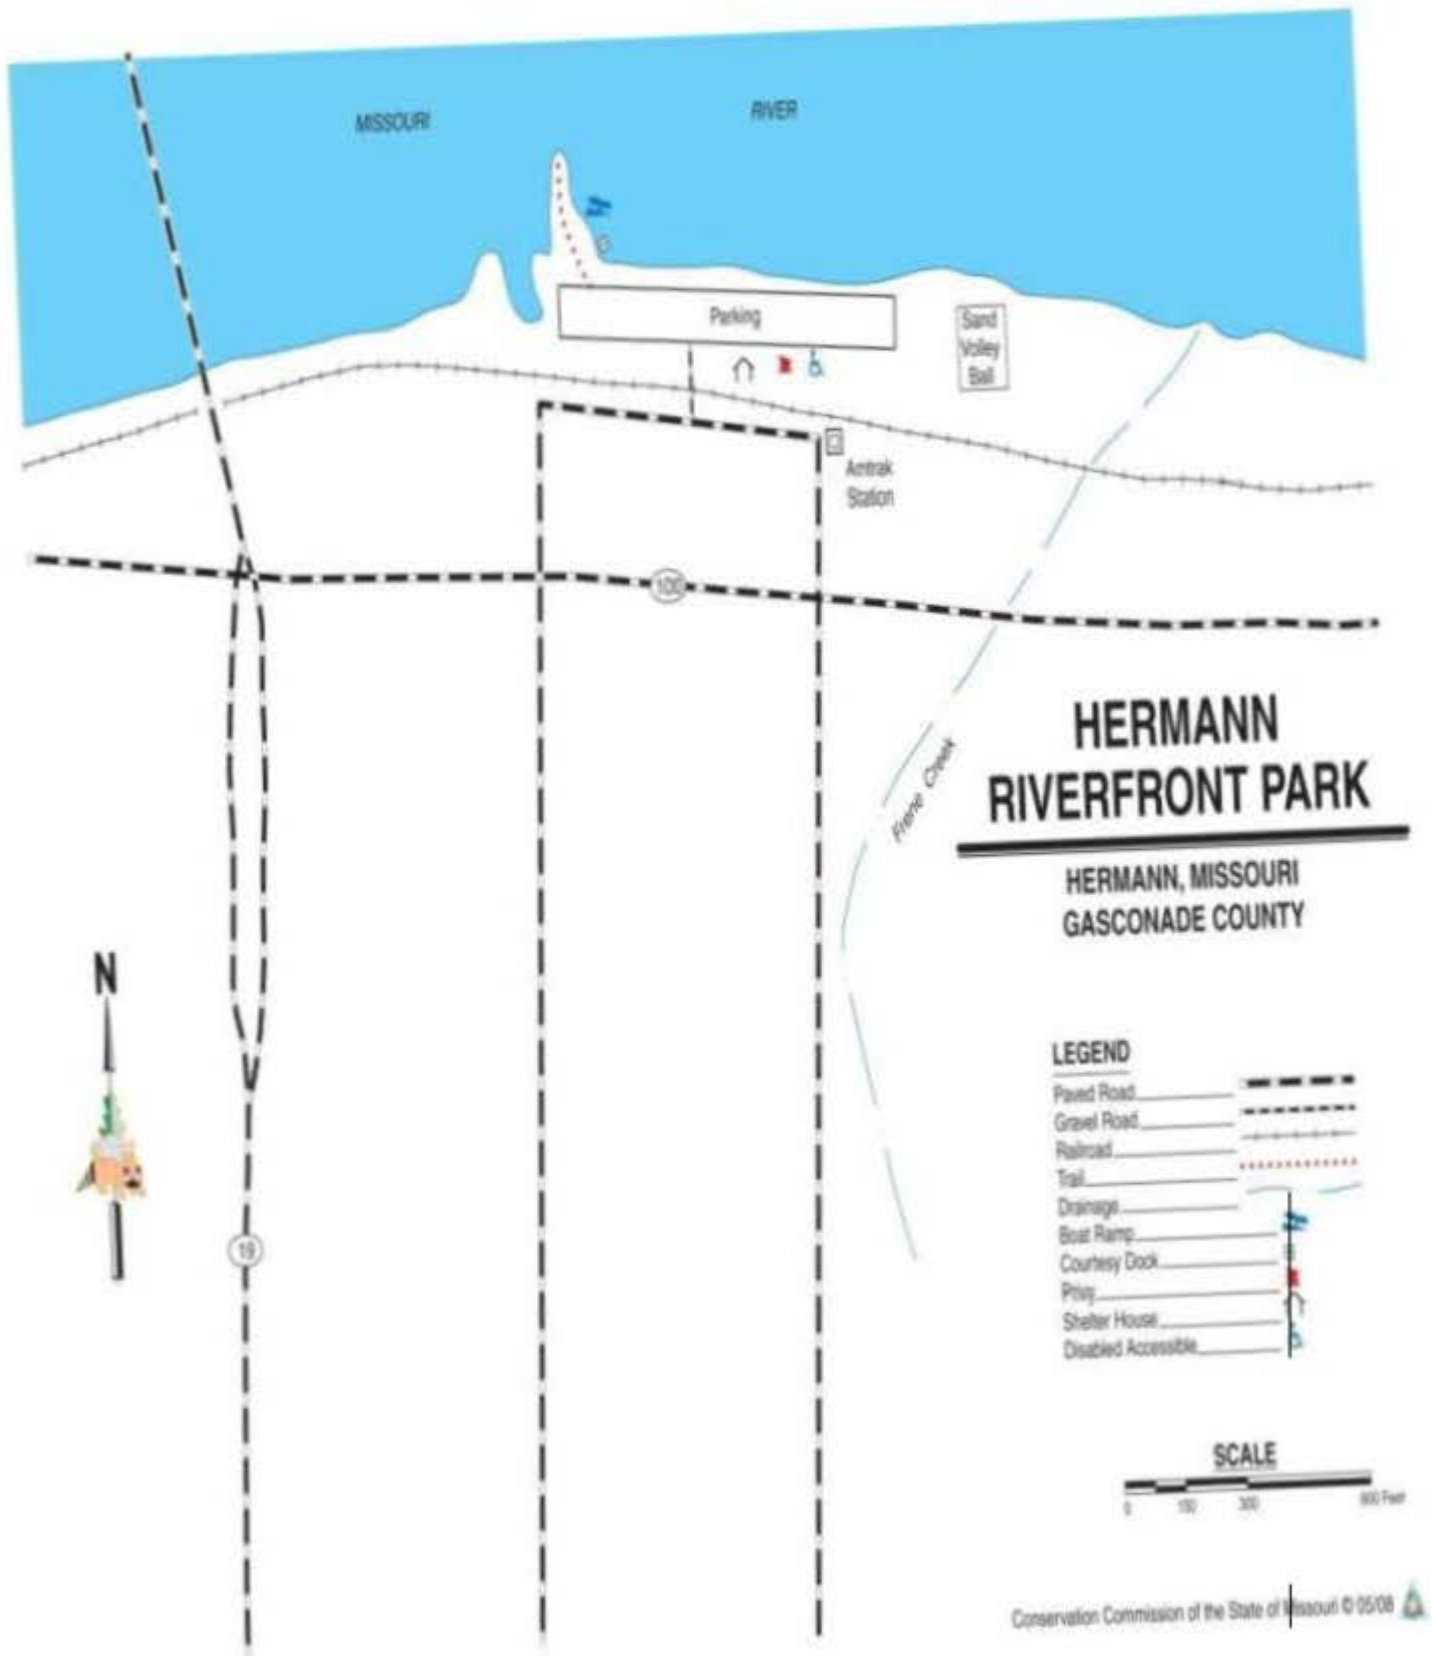 MISSOURI RIVER
Parking
Sand
Volley
Ball
Amtrak
Station
100
Frene Creek
HERMANN
RIVERFRONT PARK
HERMANN, MISSOURI
GASCONADE COUNTY
N
19
LEGEND
Paved Road
Gravel Road
Railroad
Trail
Drainage
Boat Ramp
Courtesy Dock
Privy
Shelter House
Disabled Accessible
SCALE
0 150 300 600 Feet
Conservation Commission of the State of Missouri © 05/08